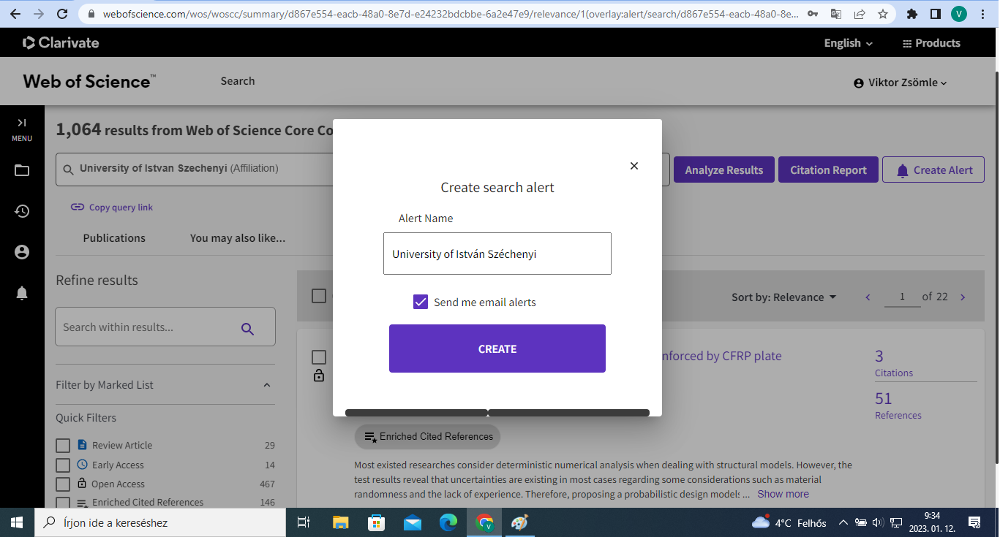 webofscience.com/wos/woscc/summary/d867e554-eacb-48a0-8e7d-e24232bdcbbe-6a2e47e9/relevance/1(overlay:alert/search/d867e554-eacb-48a0-8e...
V
Clarivate
English
Products
Web of Science™
Search
Viktor Zsömle
MENU
1,064 results from Web of Science Core Co
University of Istvan Szechenyi (Affiliation)
Analyze Results
Citation Report
Create Alert
Copy query link
Publications
You may also like...
Create search alert
Alert Name
University of István Széchenyi
Send me email alerts
CREATE
Refine results
Search within results...
Sort by: Relevance
1 of 22
Filter by Marked List
Quick Filters
Review Article 29
Early Access 14
Open Access 467
Enriched Cited References 146
nforced by CFRP plate
3
Citations
51
References
Enriched Cited References
Most existed researches consider deterministic numerical analysis when dealing with structural models. However, the
test results reveal that uncertainties are existing in most cases regarding some considerations such as material
randomness and the lack of experience. Therefore, proposing a probabilistic design models ... Show more
Írjon ide a kereséshez
V
4°C Felhős
9:34
2023. 01. 12.